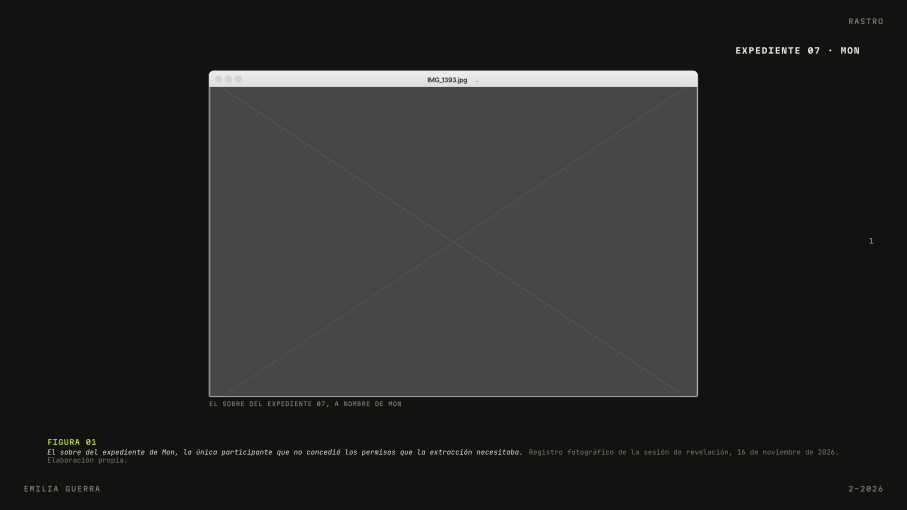 RASTRO
EXPEDIENTE 07 · MON
IMG_1393.jpg
1
EL SOBRE DEL EXPEDIENTE 07, A NOMBRE DE MON
FIGURA 01
El sobre del expediente de Mon, la única participante que no concedió los permisos que la extracción necesitaba. Registro fotográfico de la sesión de revelación, 16 de noviembre de 2026.
Elaboración propia.
EMILIA GUERRA
2—2026